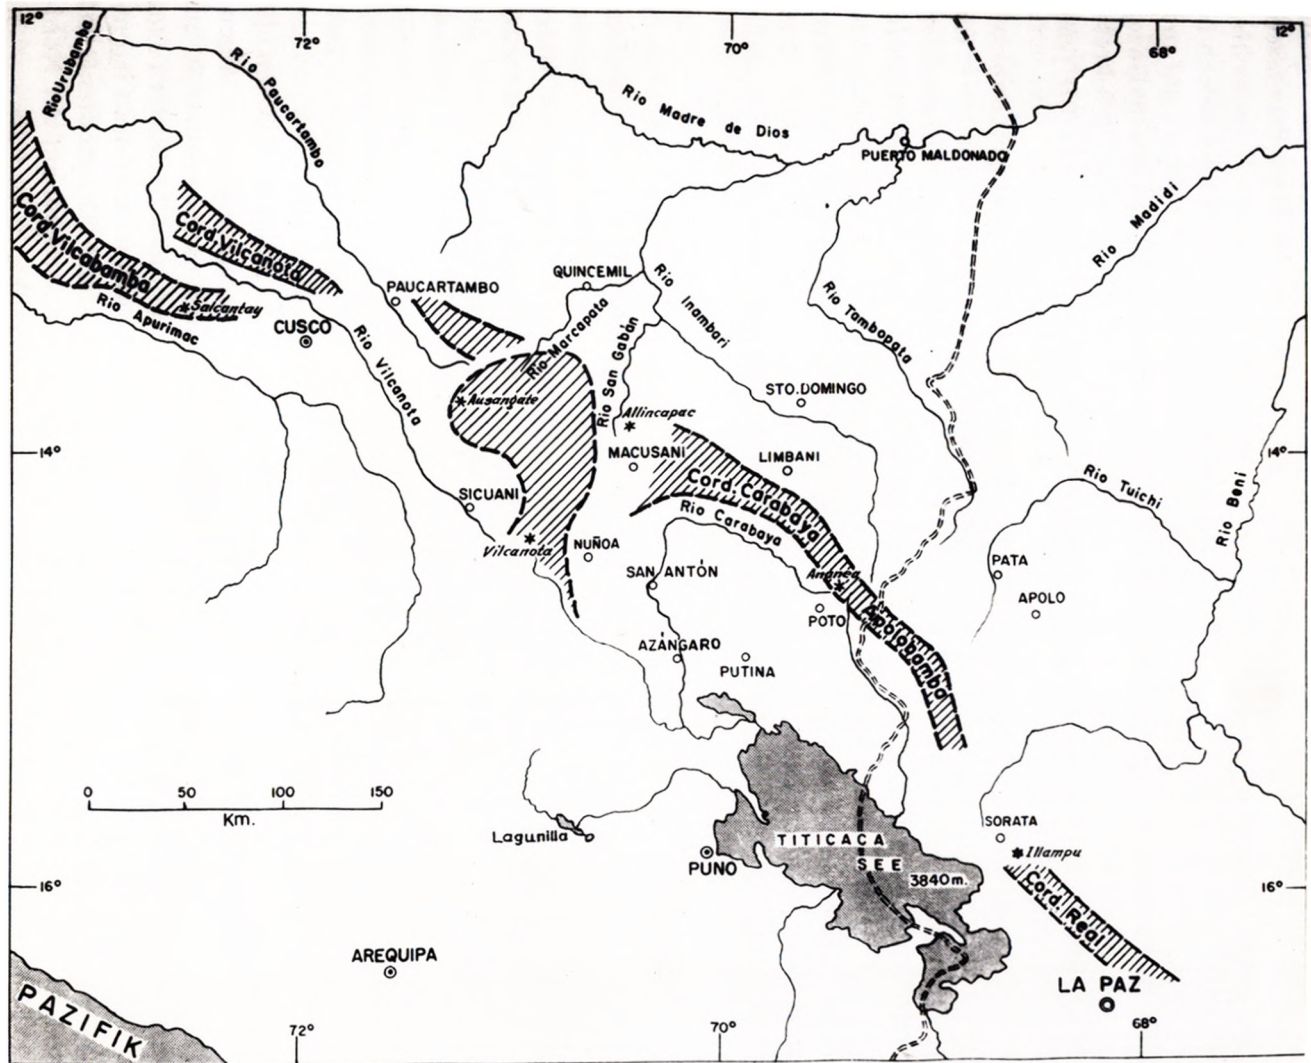 12°
72°
70°
68°
12°
Rio Urubamba
Rio Paucartambo
Rio Madre de Dios
PUERTO MALDONADO
Rio Madidi
Cord. Vilcabamba
Cord. Vilcanota
Salcantay
Rio Apurimac
CUSCO
PAUCARTAMBO
QUINCEMIL
Rio Marcapata
Rio San Gabán
Rio Inambari
Rio Tambopata
Rio Vilcanota
Ausangate
Allincapac
STO. DOMINGO
14°
MACUSANI
LIMBANI
14°
Cord. Carabaya
Rio Carabaya
Rio Tuichi
Rio Beni
SICUANI
Vilcanota
NUÑOA
SAN ANTÓN
Ananea
POTO
Apolobamba
PATA
APOLO
AZÁNGARO
PUTINA
0 50 100 150
Km.
Lagunilla
PUNO
TITICACA
SEE
3840 m.
SORATA
Illampu
Cord. Real
16°
16°
AREQUIPA
LA PAZ
PAZIFIK
72°
70°
68°